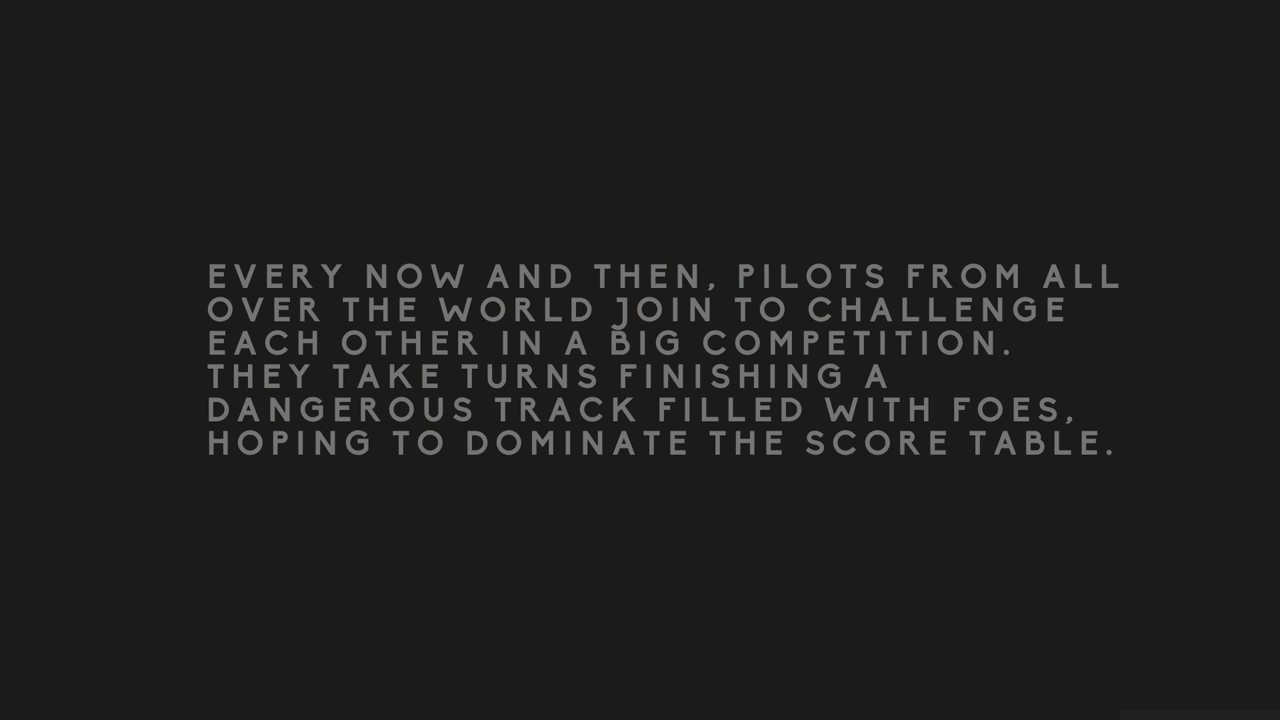 EVERY NOW AND THEN, PILOTS FROM ALL
OVER THE WORLD JOIN TO CHALLENGE
EACH OTHER IN A BIG COMPETITION.
THEY TAKE TURNS FINISHING A
DANGEROUS TRACK FILLED WITH FOES,
HOPING TO DOMINATE THE SCORE TABLE.